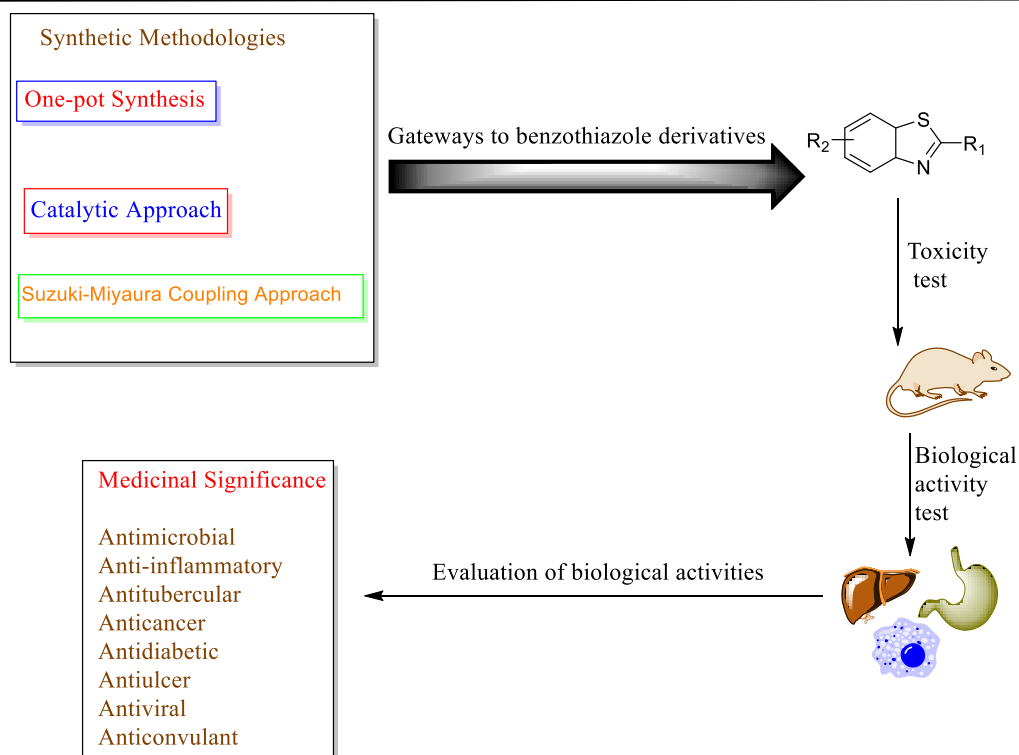 Synthetic Methodologies
One-pot Synthesis
Catalytic Approach
Suzuki-Miyaura Coupling Approach
Gateways to benzothiazole derivatives
R2
S
N
R1
Toxicity
test
Biological
activity
test
Evaluation of biological activities
Medicinal Significance
Antimicrobial
Anti-inflammatory
Antitubercular
Anticancer
Antidiabetic
Antiulcer
Antiviral
Anticonvulant